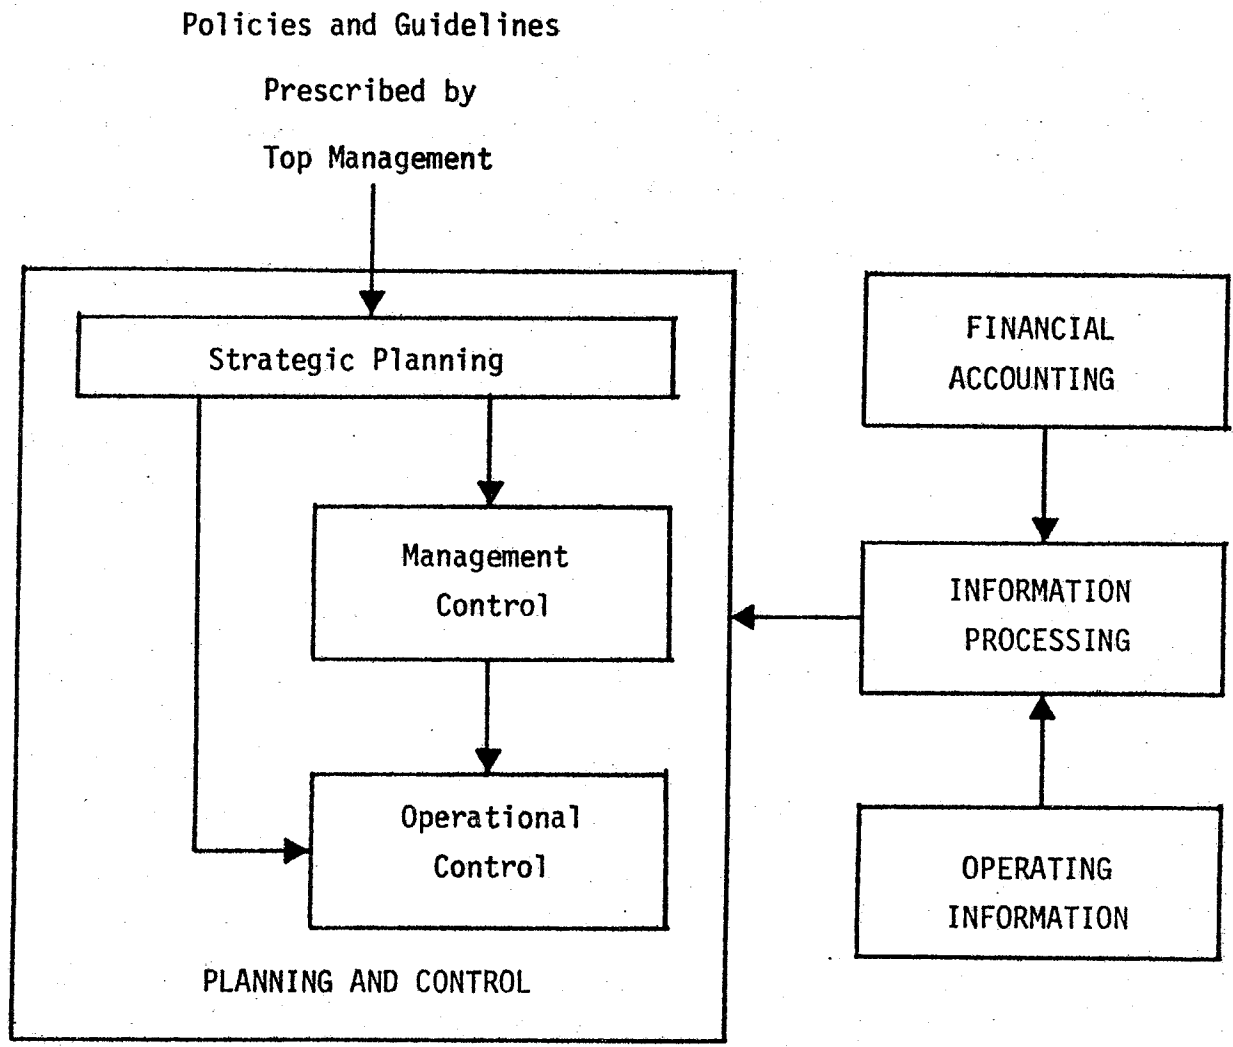 Policies and Guidelines
Prescribed by
Top Management
Strategic Planning
Management
Control
Operational
Control
PLANNING AND CONTROL
FINANCIAL
ACCOUNTING
INFORMATION
PROCESSING
OPERATING
INFORMATION